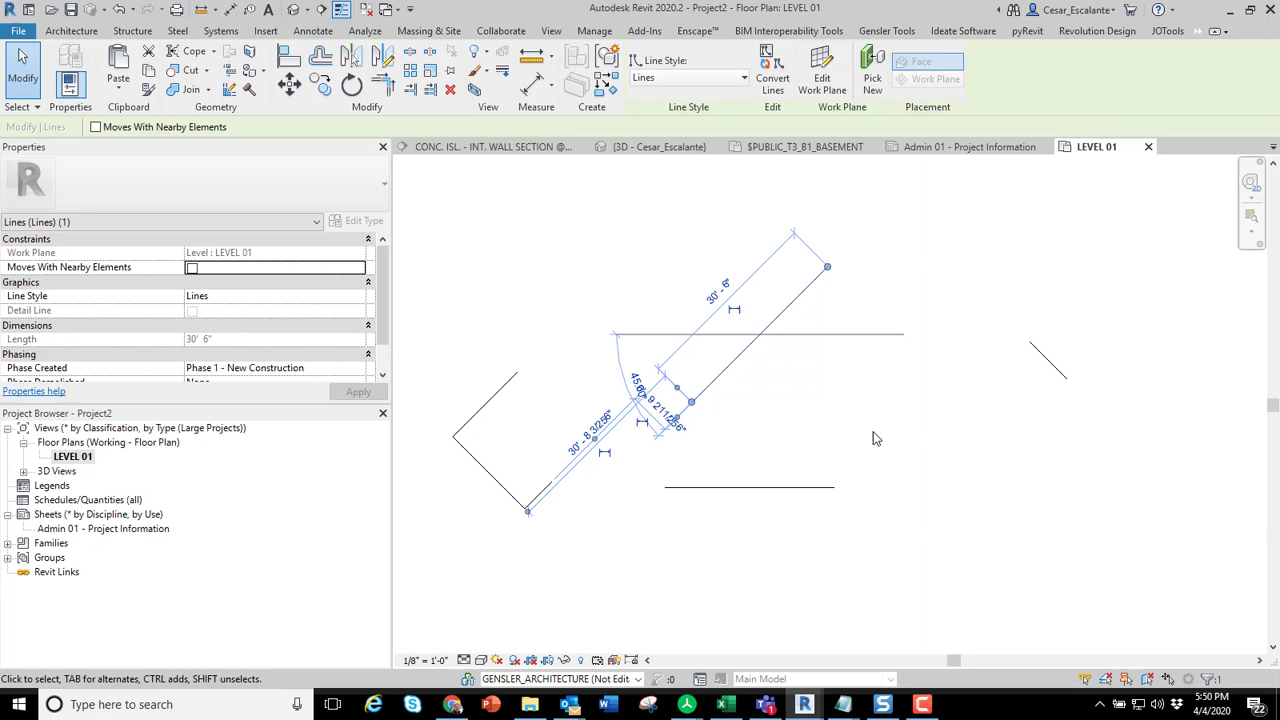 Autodesk Revit 2020.2 - Project2 - Floor Plan: LEVEL 01
Cesar_Escalante
File Architecture Structure Steel Systems Insert Annotate Analyze Massing & Site Collaborate View Manage Add-Ins Enscape™ BIM Interoperability Tools Gensler Tools Ideate Software pyRevit Revolution Design JOTools
Modify
Properties
Paste
Cope
Cut
Join
Line Style:
Lines
Convert Lines
Edit Work Plane
Pick New
Face
Work Plane
Select Properties Clipboard Geometry Modify View Measure Create Line Style Edit Work Plane Placement
Modify | Lines Moves With Nearby Elements
Properties
CONC. ISL. - INT. WALL SECTION @... {3D - Cesar_Escalante} $PUBLIC_T3_B1_BASEMENT Admin 01 - Project Information LEVEL 01
R
2D
Lines (Lines) (1) Edit Type
Constraints
Work Plane Level : LEVEL 01
Moves With Nearby Elements
Graphics
Line Style Lines
Detail Line
Dimensions
Length 30' 6"
Phasing
Phase Created Phase 1 - New Construction
Properties help Apply
30' - 6"
30' - 8 3/256"
Project Browser - Project2
Views (* by Category, by Type (Large Projects))
Floor Plans (Working - Floor Plan)
LEVEL 01
3D Views
Legends
Schedules/Quantities (all)
Sheets (* by Discipline, by Use)
Admin 01 - Project Information
Families
Groups
Revit Links
1/8" = 1'-0"
Click to select, TAB for alternates, CTRL adds, SHIFT unselects.
GENSLER_ARCHITECTURE (Not Edit
:0
Main Model
:1
Type here to search
5:50 PM
4/4/2020
22